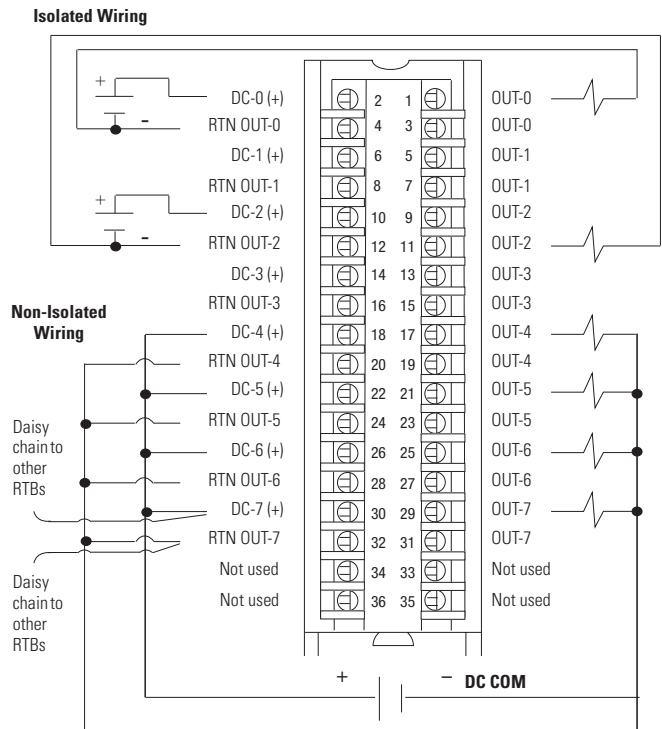 Isolated Wiring
+
-
DC-0 (+) 2 1 OUT-0
RTN OUT-0 4 3 OUT-0
DC-1 (+) 6 5 OUT-1
RTN OUT-1 8 7 OUT-1
+
-
DC-2 (+) 10 9 OUT-2
RTN OUT-2 12 11 OUT-2
DC-3 (+) 14 13 OUT-3
RTN OUT-3 16 15 OUT-3
Non-Isolated
Wiring
DC-4 (+) 18 17 OUT-4
RTN OUT-4 20 19 OUT-4
DC-5 (+) 22 21 OUT-5
RTN OUT-5 24 23 OUT-5
DC-6 (+) 26 25 OUT-6
RTN OUT-6 28 27 OUT-6
DC-7 (+) 30 29 OUT-7
RTN OUT-7 32 31 OUT-7
Not used 34 33 Not used
Not used 36 35 Not used
Daisy
chain to
other
RTBs
Daisy
chain to
other
RTBs
+ – DC COM